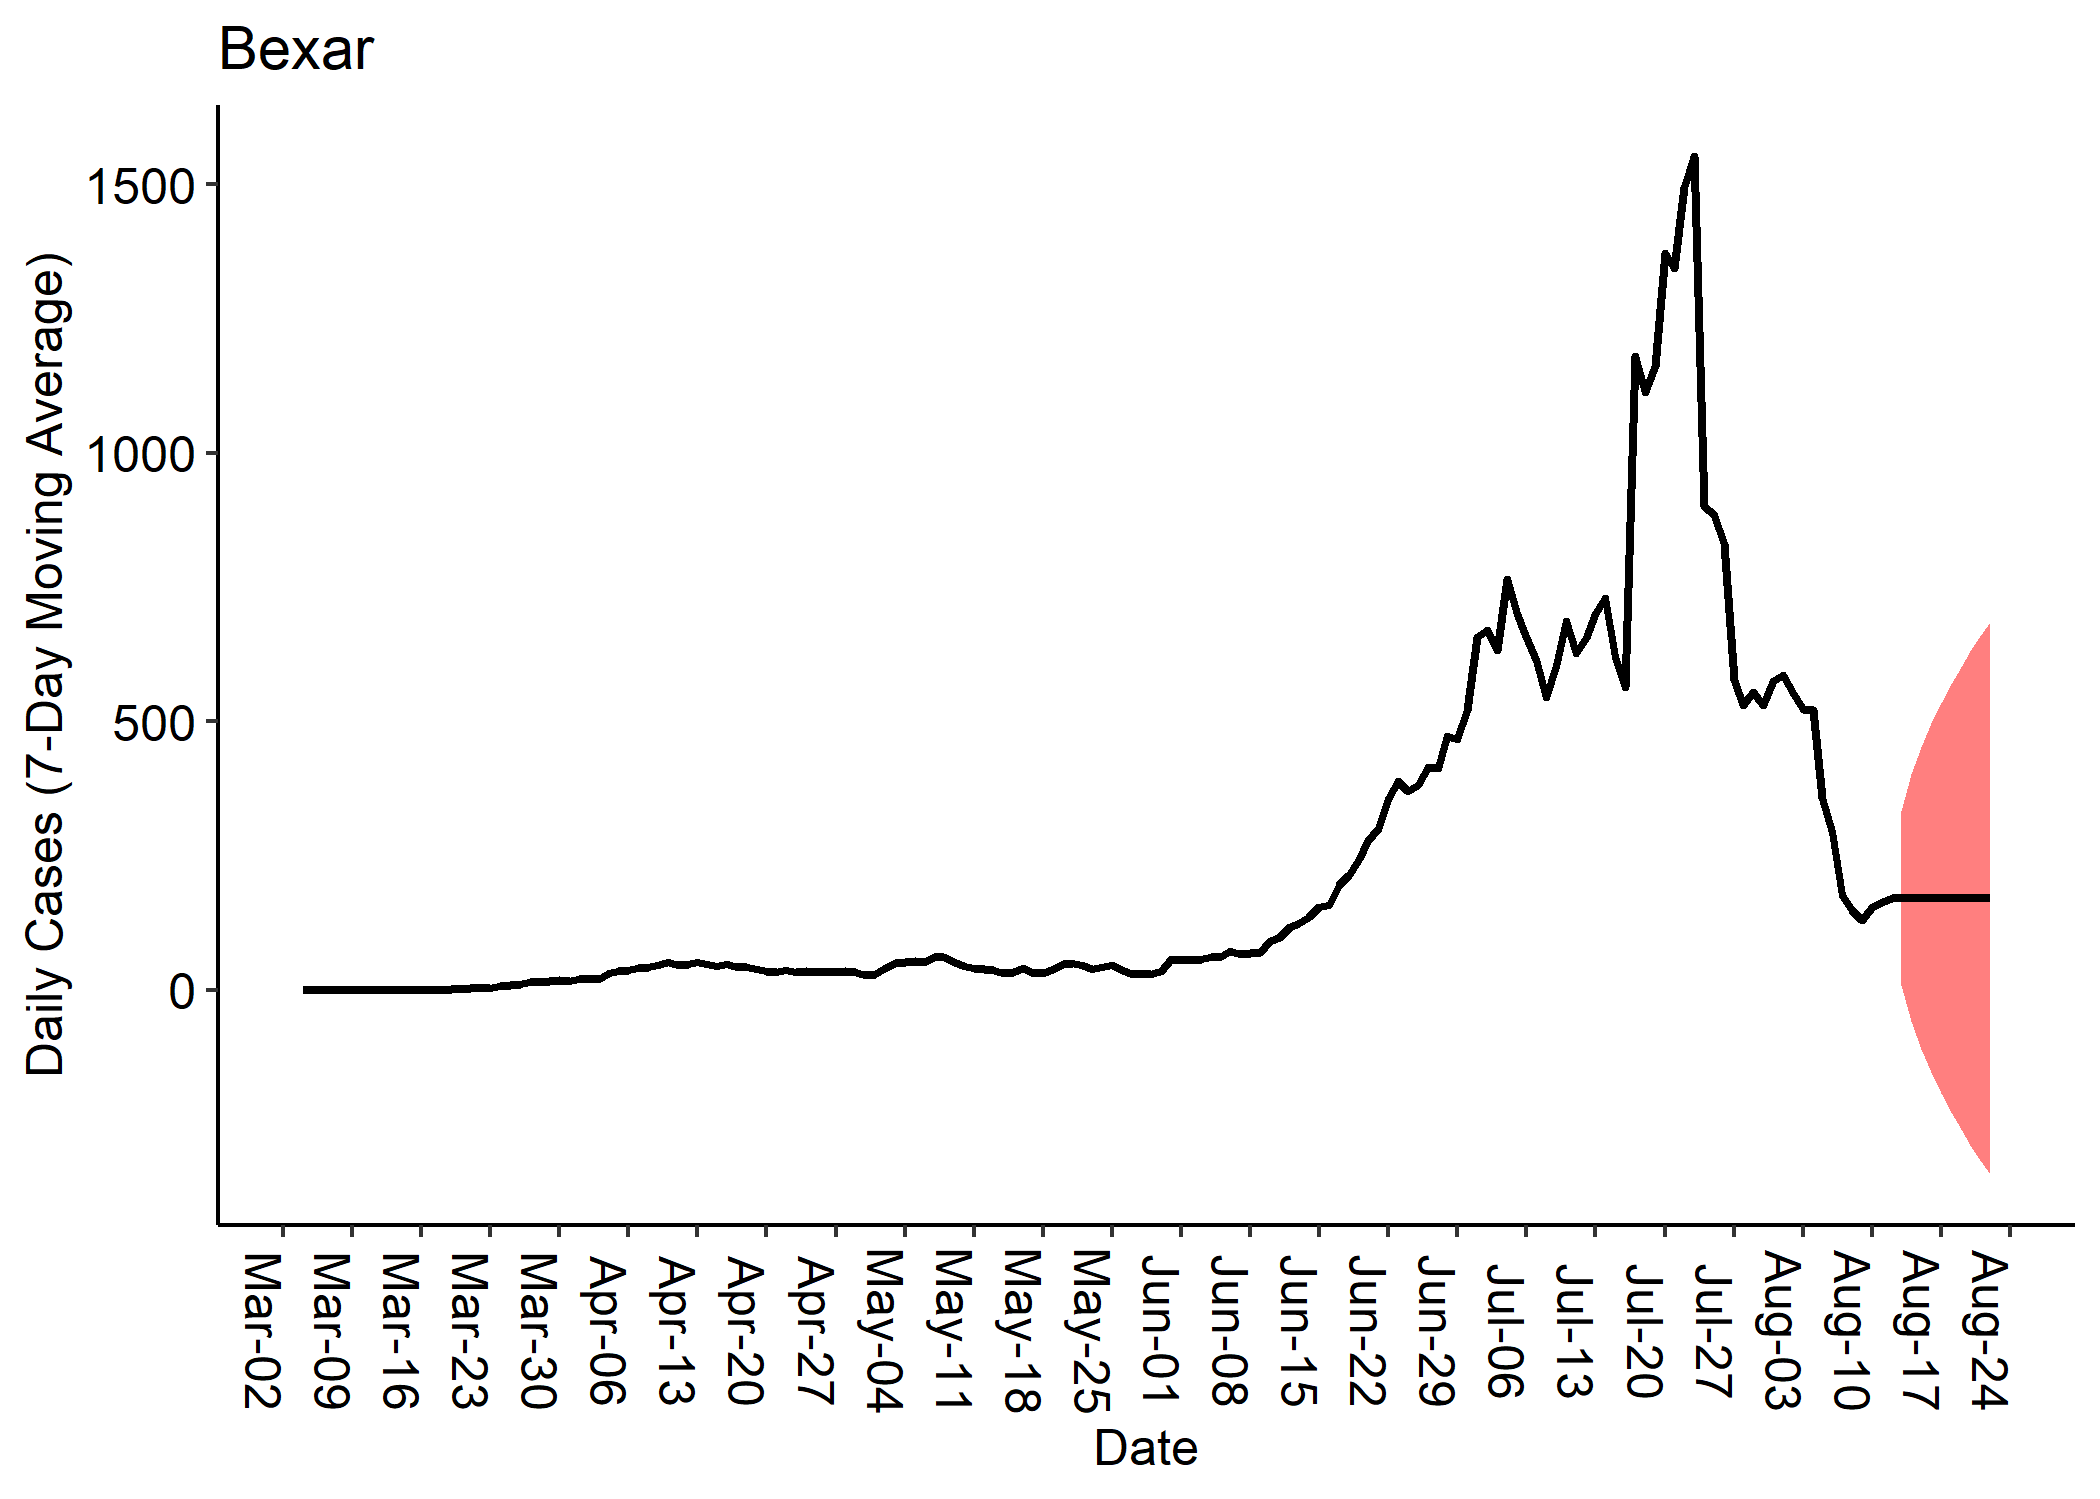 Bexar
Daily Cases (7-Day Moving Average)
1500
1000
500
0
Mar-02
Mar-09
Mar-16
Mar-23
Mar-30
Apr-06
Apr-13
Apr-20
Apr-27
May-04
May-11
May-18
May-25
Jun-01
Jun-08
Jun-15
Jun-22
Jun-29
Jul-06
Jul-13
Jul-20
Jul-27
Aug-03
Aug-10
Aug-17
Aug-24
Date